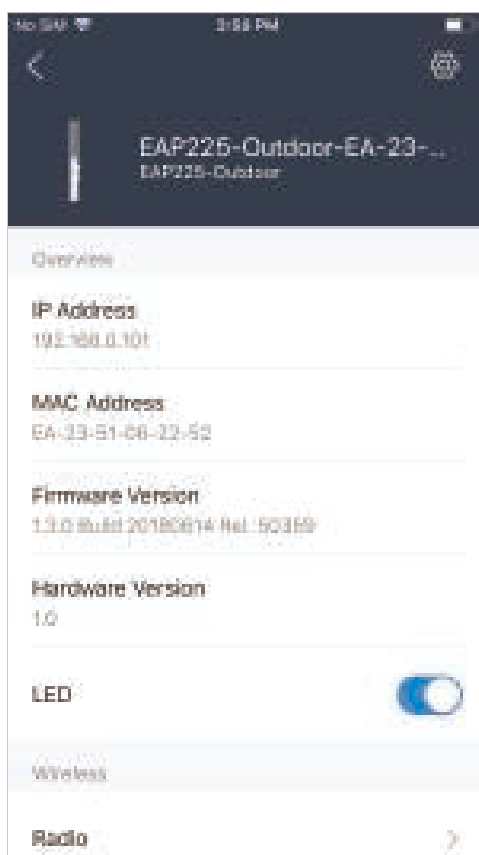 No SIM 3:58 PM
EAP225-Outdoor-EA-23-...
EAP225-Outdoor
Overview
IP Address
192.168.0.101
MAC Address
EA-23-51-06-22-52
Firmware Version
1.3.0 Build 20180614 Rel.
Hardware Version
1.0
LED
Wireless
Radio